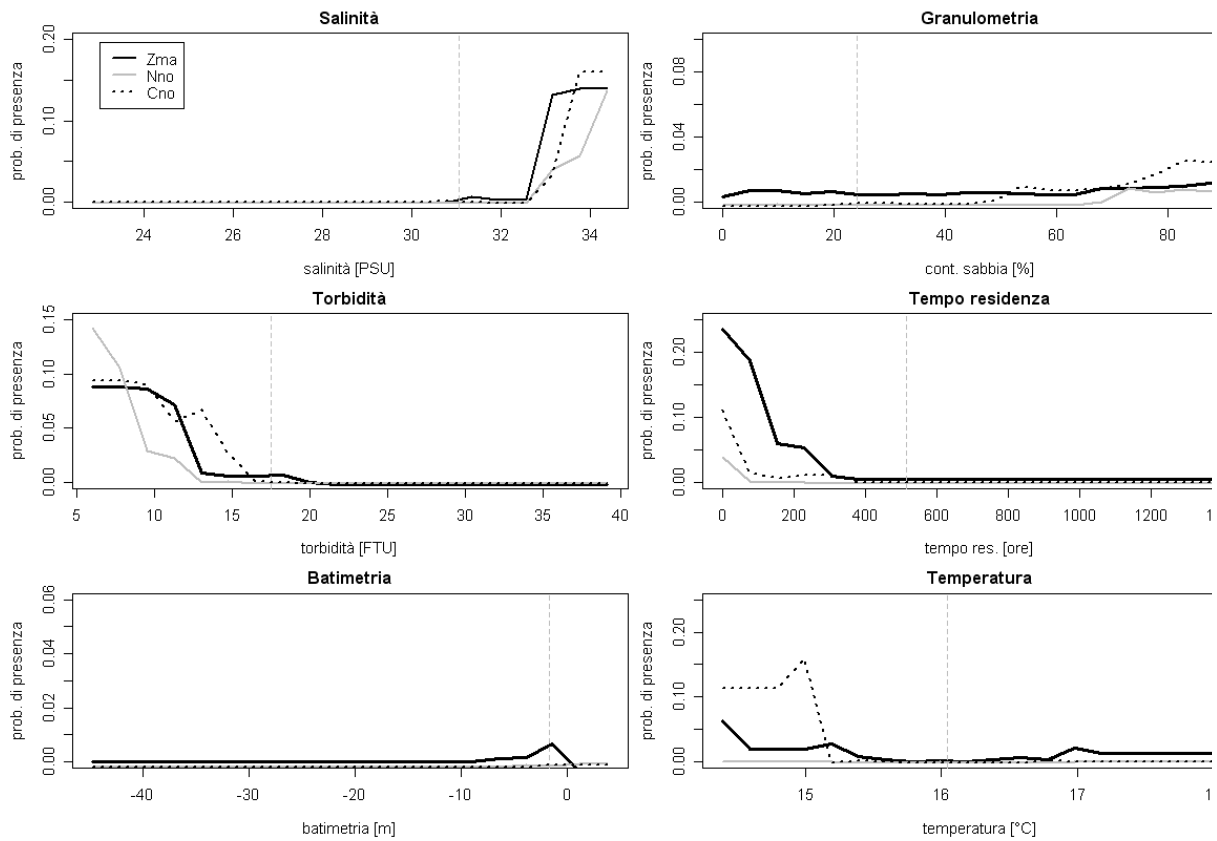 Salinità
prob. di presenza
0.00 0.10 0.20
Zma
Nno
Cno
24 26 28 30 32 34
salinità [PSU]
Granulometria
prob. di presenza
0.00 0.04 0.08
0 20 40 60 80
cont. sabbia [%]
Torbidità
prob. di presenza
0.00 0.05 0.10 0.15
5 10 15 20 25 30 35 40
torbidità [FTU]
Tempo residenza
prob. di presenza
0.00 0.10 0.20
0 200 400 600 800 1000 1200
tempo res. [ore]
Batimetria
prob. di presenza
0.00 0.02 0.04 0.06
-40 -30 -20 -10 0
batimetria [m]
Temperatura
prob. di presenza
0.00 0.10 0.20
15 16 17
temperatura [°C]